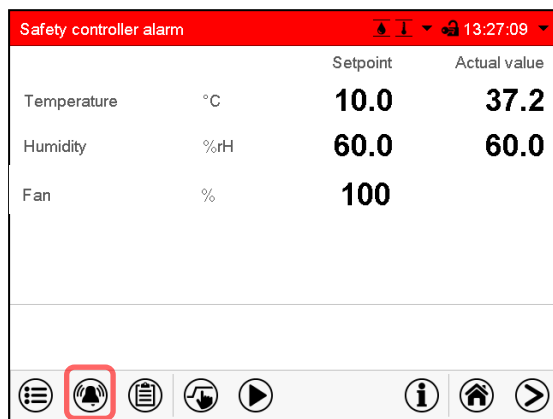 Safety controller alarm 13:27:09
Setpoint Actual value
Temperature °C 10.0 37.2
Humidity %rH 60.0 60.0
Fan % 100